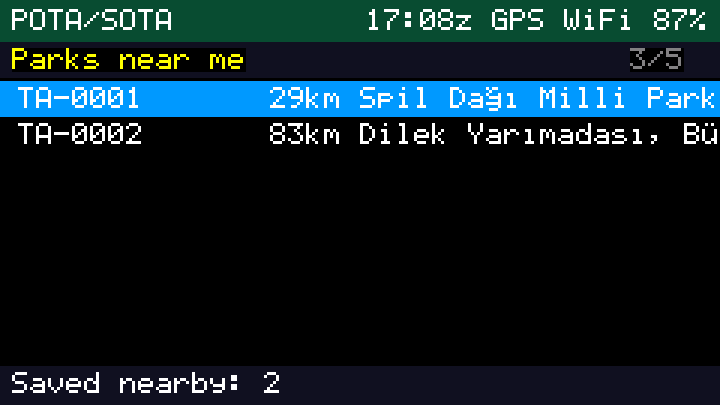 POTA/SOTA 17:08z GPS WiFi 87%
Parks near me 3/5
TA-0001 29km Spil Dağı Milli Park
TA-0002 83km Dilek Yarımadası, Bü
Saved nearby: 2